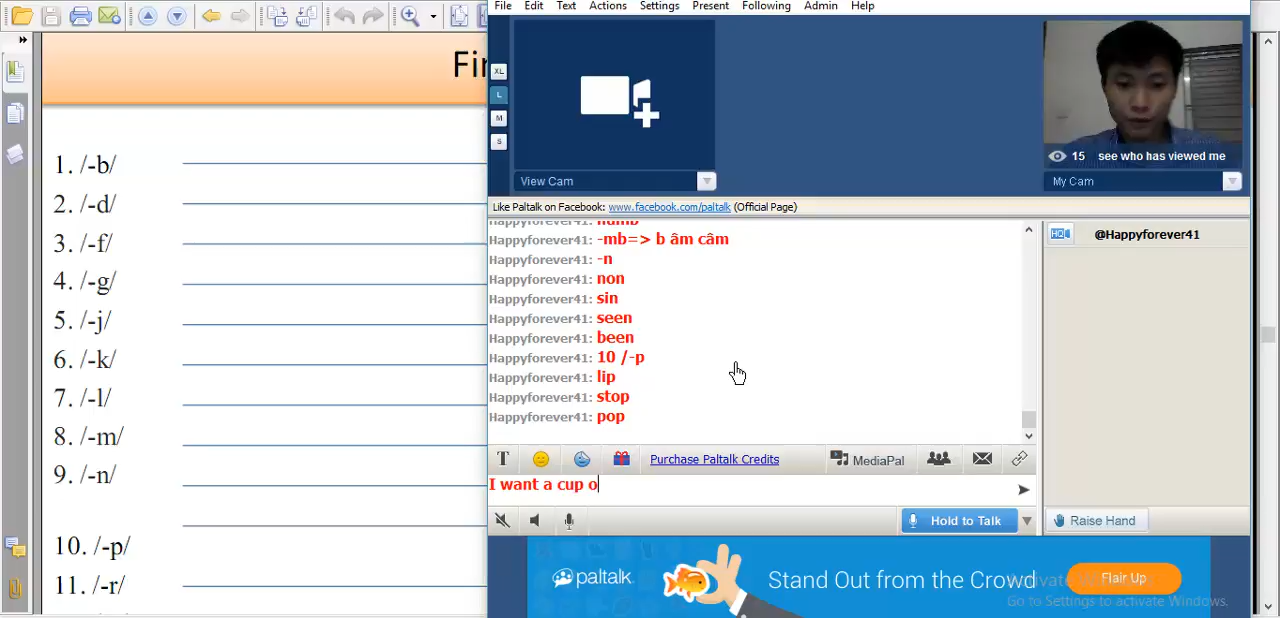 File Edit Text Actions Settings Present Following Admin Help
XL
L
M
S
15 see who has viewed me
View Cam
My Cam
Like Paltalk on Facebook: www.facebook.com/paltalk (Official Page)
Happyforever41: numb
Happyforever41: -mb=> b âm câm
Happyforever41: -n
Happyforever41: non
Happyforever41: sin
Happyforever41: seen
Happyforever41: been
Happyforever41: 10 /-p
Happyforever41: lip
Happyforever41: stop
Happyforever41: pop
@Happyforever41
T
Purchase Paltalk Credits
MediaPal
I want a cup o
Hold to Talk
Raise Hand
paltalk
Stand Out from the Crowd
Flair Up
Activate Windows
Go to Settings to activate Windows.
1. /-b/
2. /-d/
3. /-f/
4. /-g/
5. /-j/
6. /-k/
7. /-l/
8. /-m/
9. /-n/
10. /-p/
11. /-r/